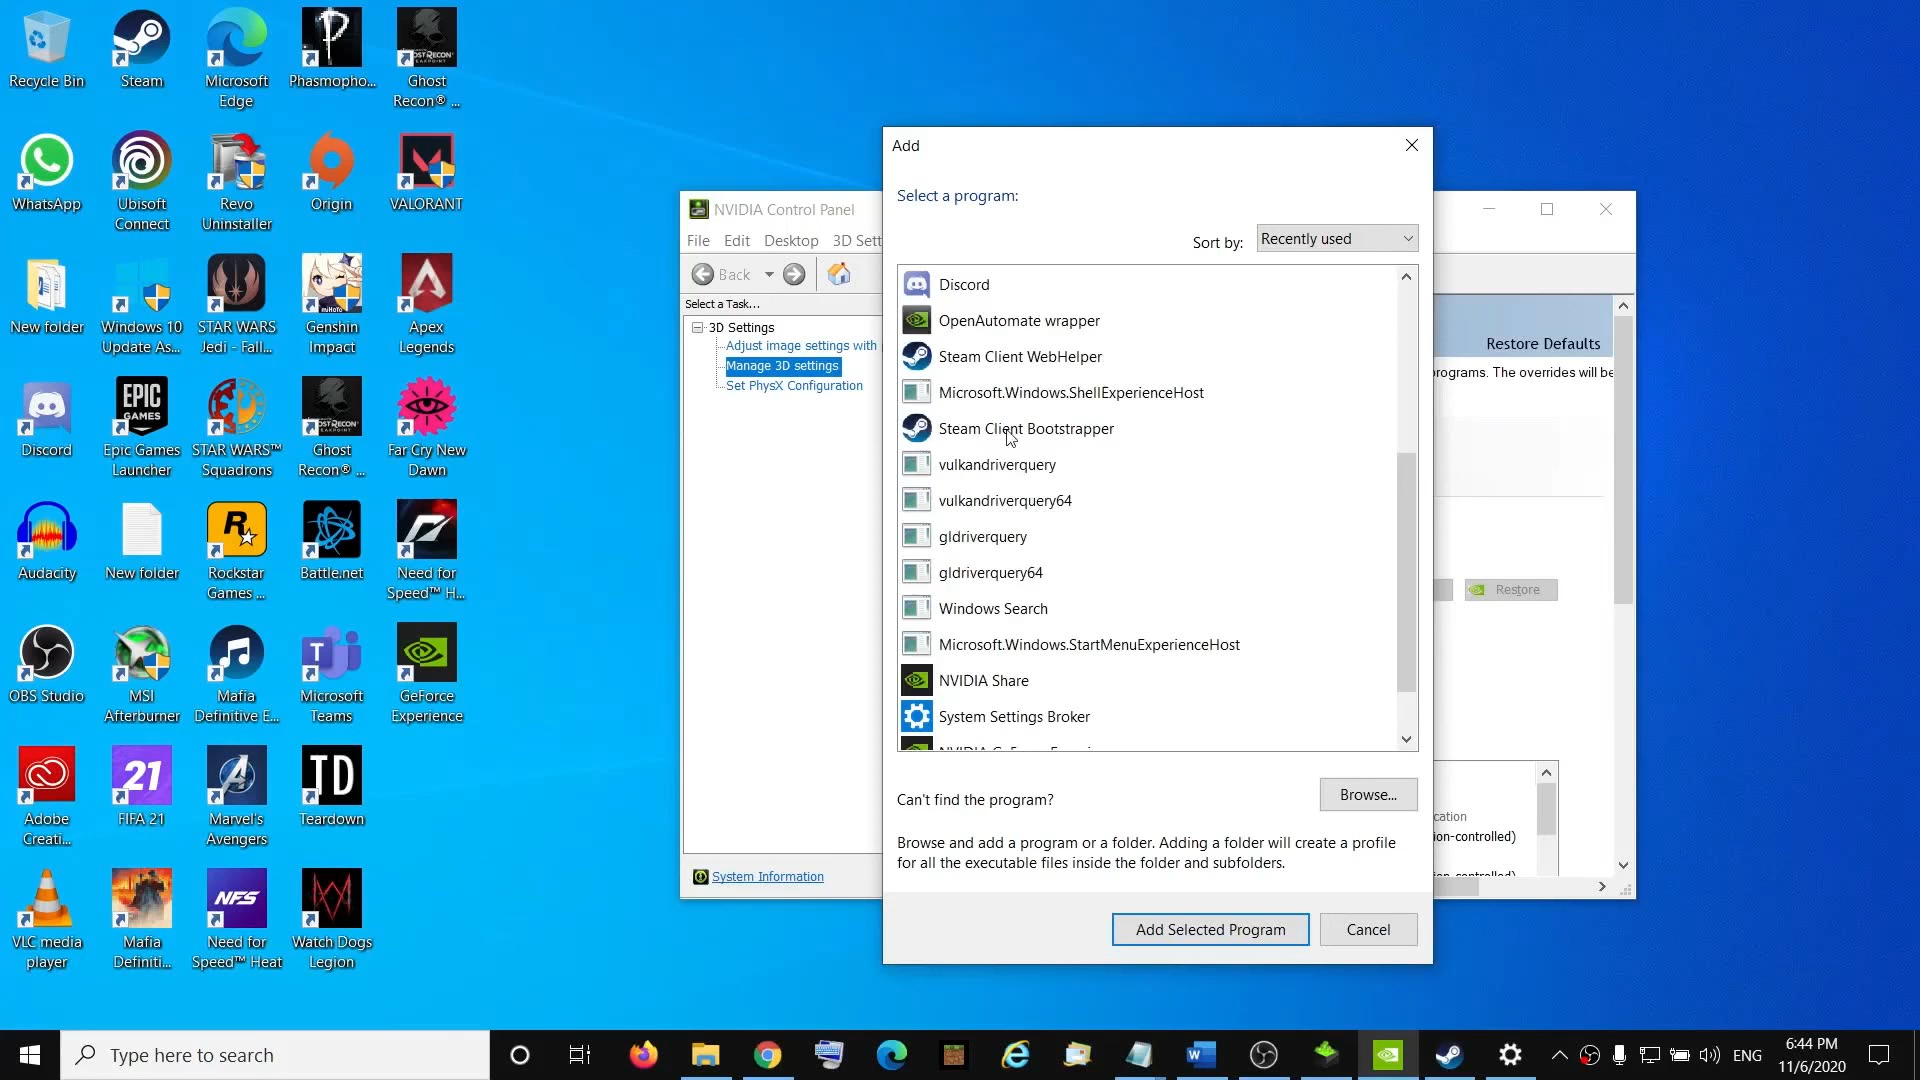 Recycle Bin
Steam
Microsoft
Edge
Phasmopho...
Ghost
Recon® ...
WhatsApp
Ubisoft
Connect
Revo
Uninstaller
Origin
VALORANT
New folder
Windows 10
Update As...
STAR WARS
Jedi - Fall...
Genshin
Impact
Apex
Legends
Discord
EPIC
GAMES
Epic Games
Launcher
STAR WARS™
Squadrons
Ghost
Recon® ...
Far Cry New
Dawn
Audacity
New folder
Rockstar
Games ...
Battle.net
Need for
Speed™ H...
OBS Studio
MSI
Afterburner
Mafia
Definitive E...
Microsoft
Teams
GeForce
Experience
Adobe
Creati...
21
FIFA 21
Marvel's
Avengers
TD
Teardown
VLC media
player
Mafia
Definiti...
NFS
Need for
Speed™ Heat
Watch Dogs
Legion
NVIDIA Control Panel
File Edit Desktop 3D Sett
Back
Select a Task...
3D Settings
Adjust image settings with
Manage 3D settings
Set PhysX Configuration
System Information
Add
Select a program:
Sort by: Recently used
Discord
OpenAutomate wrapper
Steam Client WebHelper
Microsoft.Windows.ShellExperienceHost
Steam Client Bootstrapper
vulkandriverquery
vulkandriverquery64
gldriverquery
gldriverquery64
Windows Search
Microsoft.Windows.StartMenuExperienceHost
NVIDIA Share
System Settings Broker
Can't find the program?
Browse...
Browse and add a program or a folder. Adding a folder will create a profile
for all the executable files inside the folder and subfolders.
Add Selected Program
Cancel
Restore Defaults
rograms. The overrides will be
Restore
cation
ion-controlled)
Type here to search
ENG
6:44 PM
11/6/2020